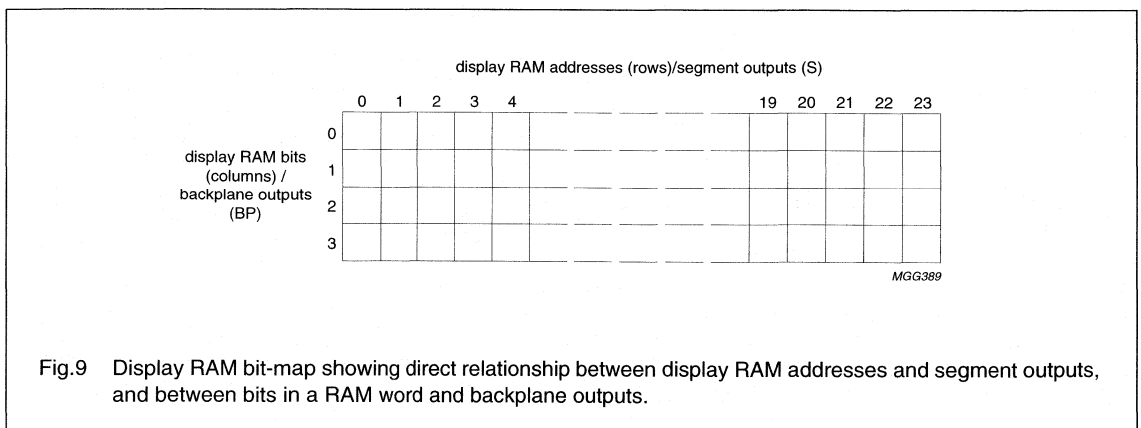 display RAM addresses (rows)/segment outputs (S)
0 1 2 3 4 19 20 21 22 23
0
display RAM bits
1
(columns) /
backplane outputs
2
(BP)
3
MGG389
Fig.9 Display RAM bit-map showing direct relationship between display RAM addresses and segment outputs,
and between bits in a RAM word and backplane outputs.